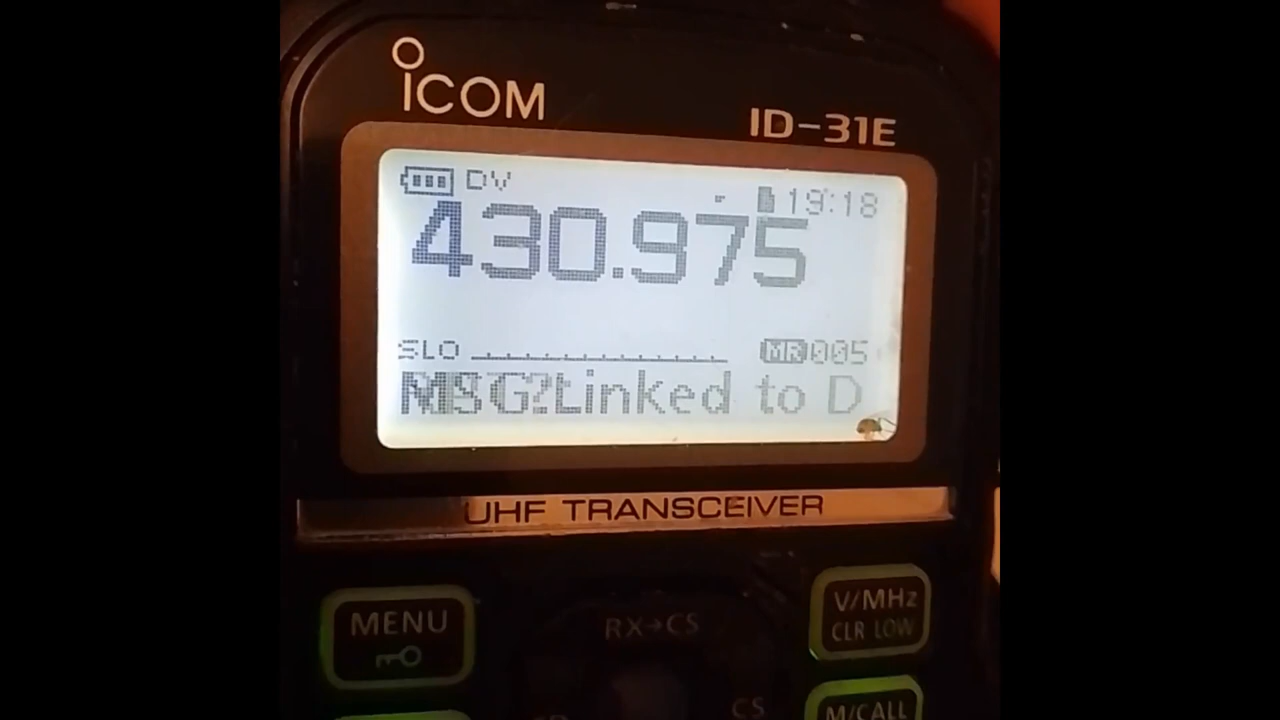 iCOM
ID-31E
DV
19:18
430.975
SLO
MR 005
Linked to D
UHF TRANSCEIVER
MENU
RX→CS
V/MHz
CLR LOW
CS
M/CALL